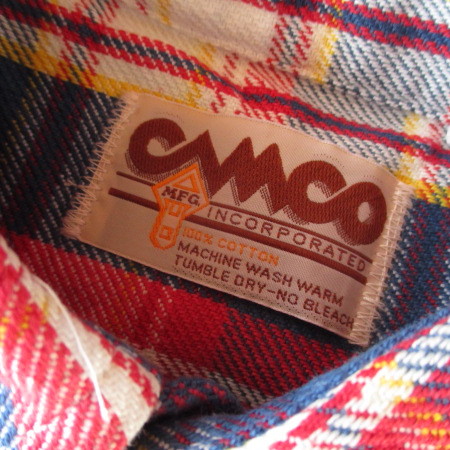 CAMCO
MFG. INCORPORATED
100% COTTON
MACHINE WASH WARM
TUMBLE DRY-NO BLEACH